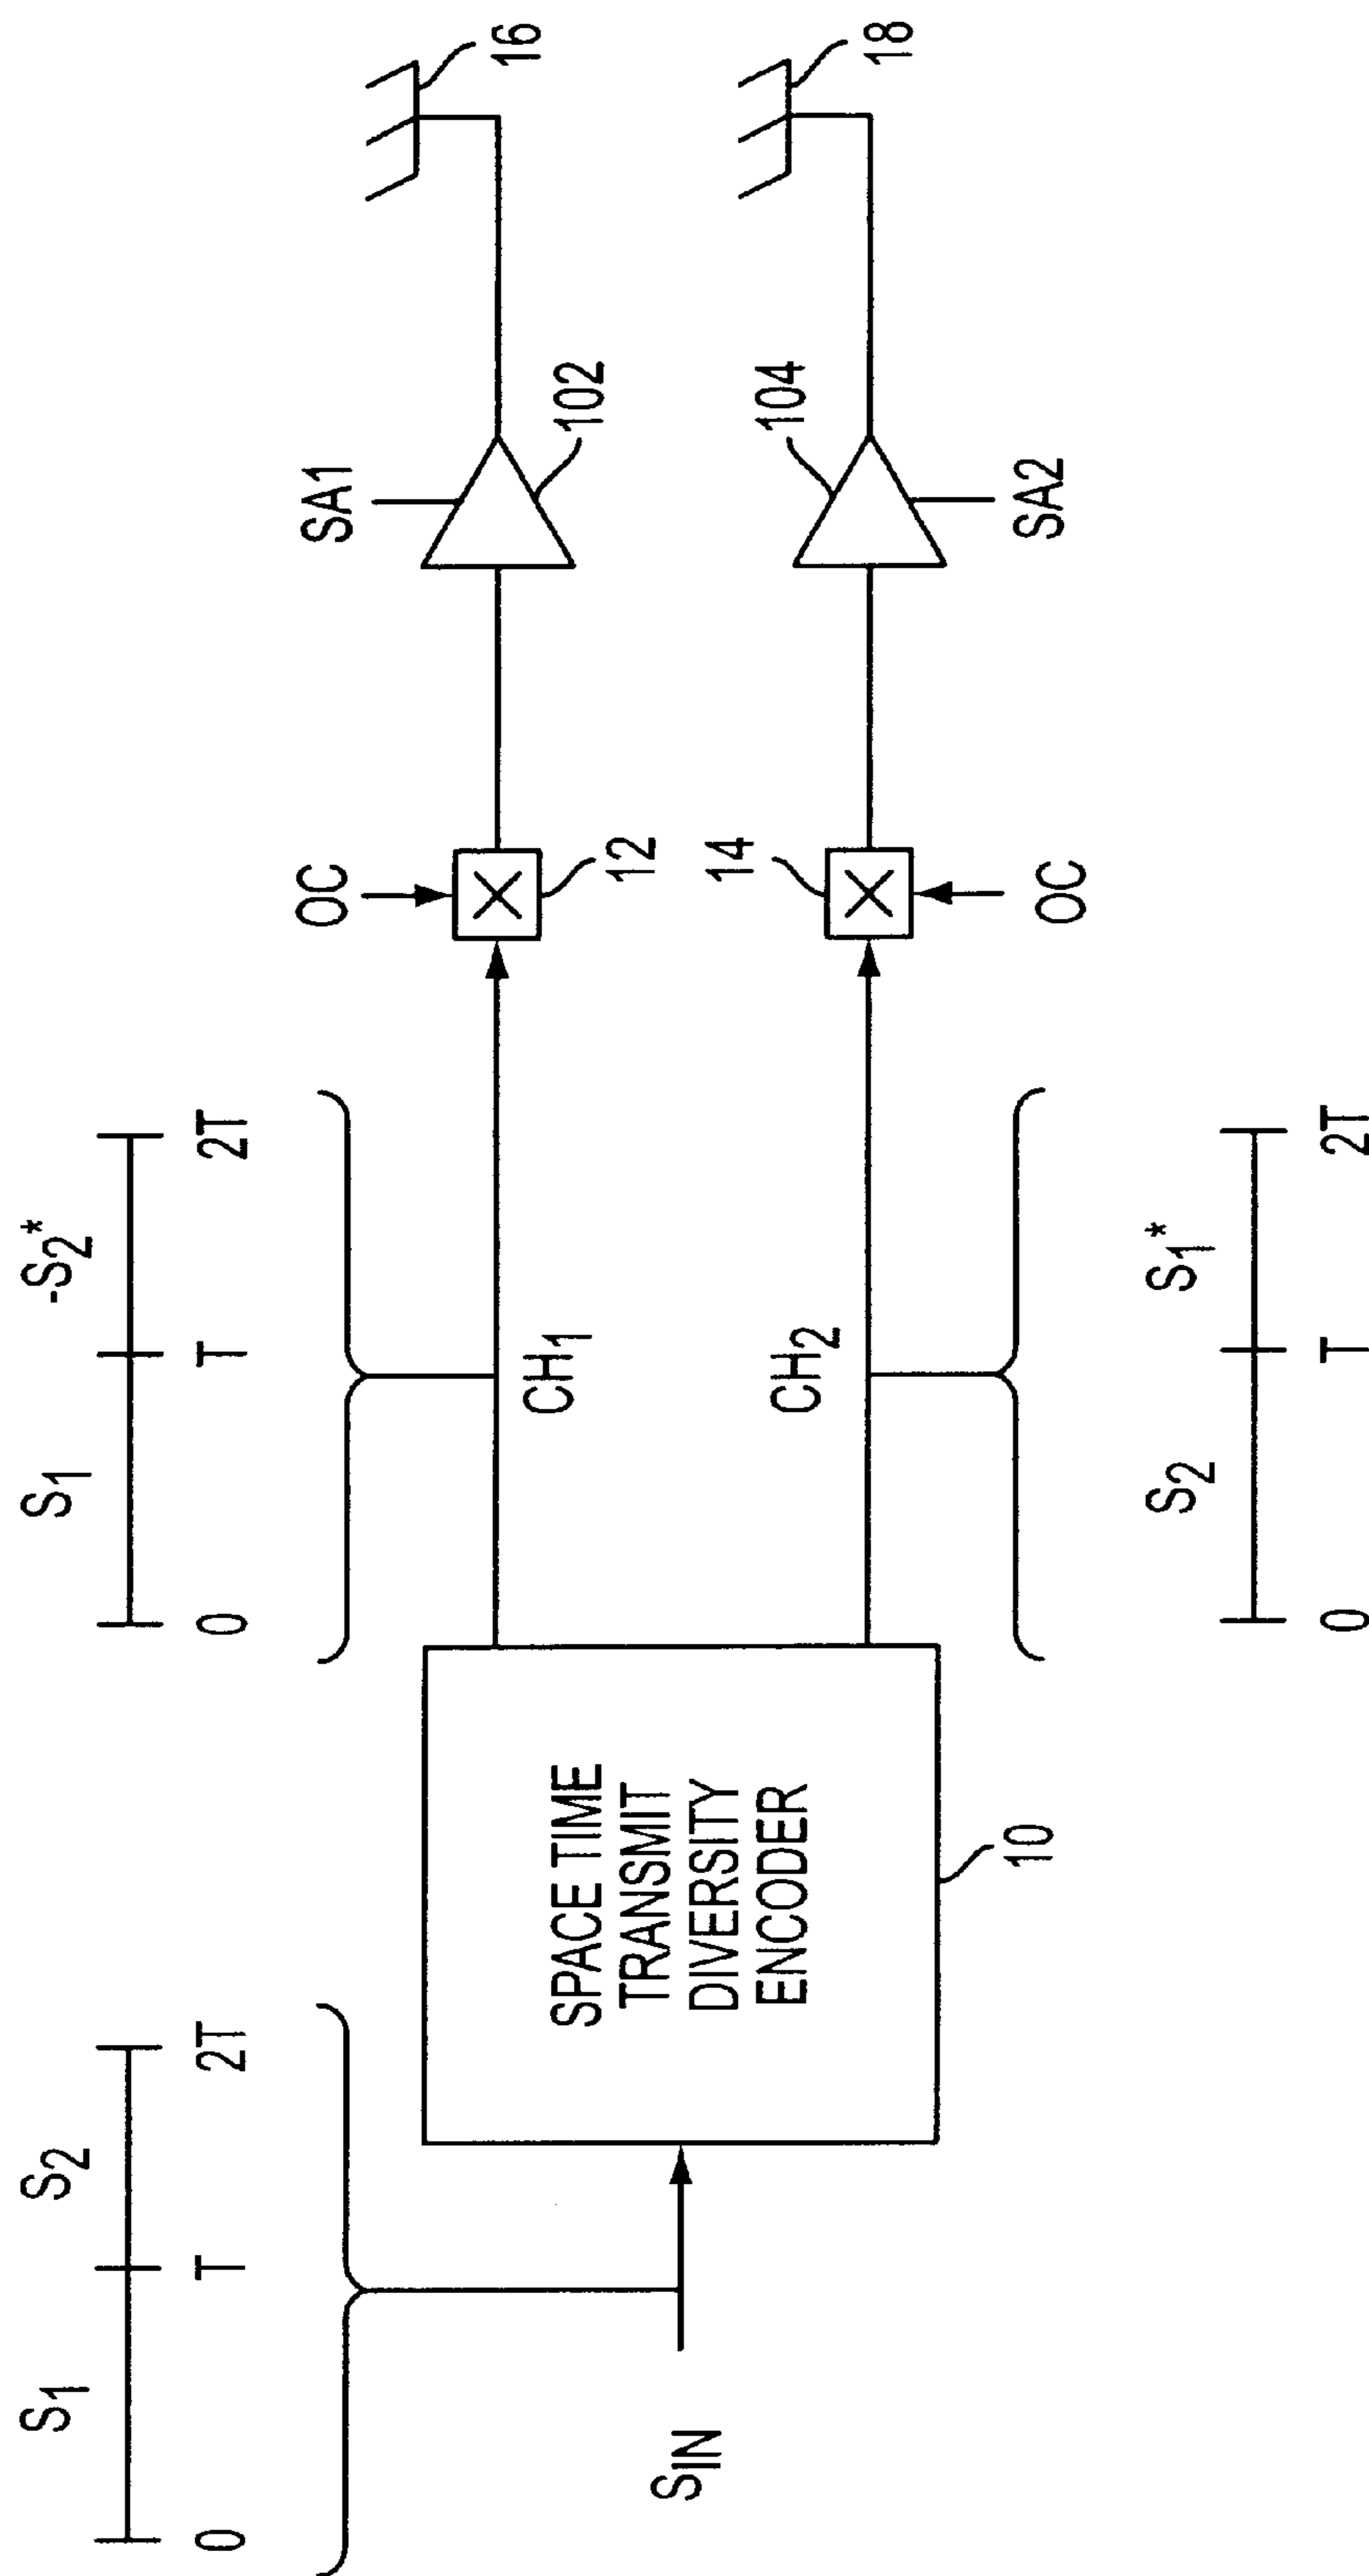 S1 S2
0 T 2T
SIN
SPACE TIME
TRANSMIT
DIVERSITY
ENCODER
10
S1 -S2*
0 T 2T
CH1
CH2
S2 S1*
0 T 2T
OC
12
14
OC
SA1
102
104
SA2
16
18